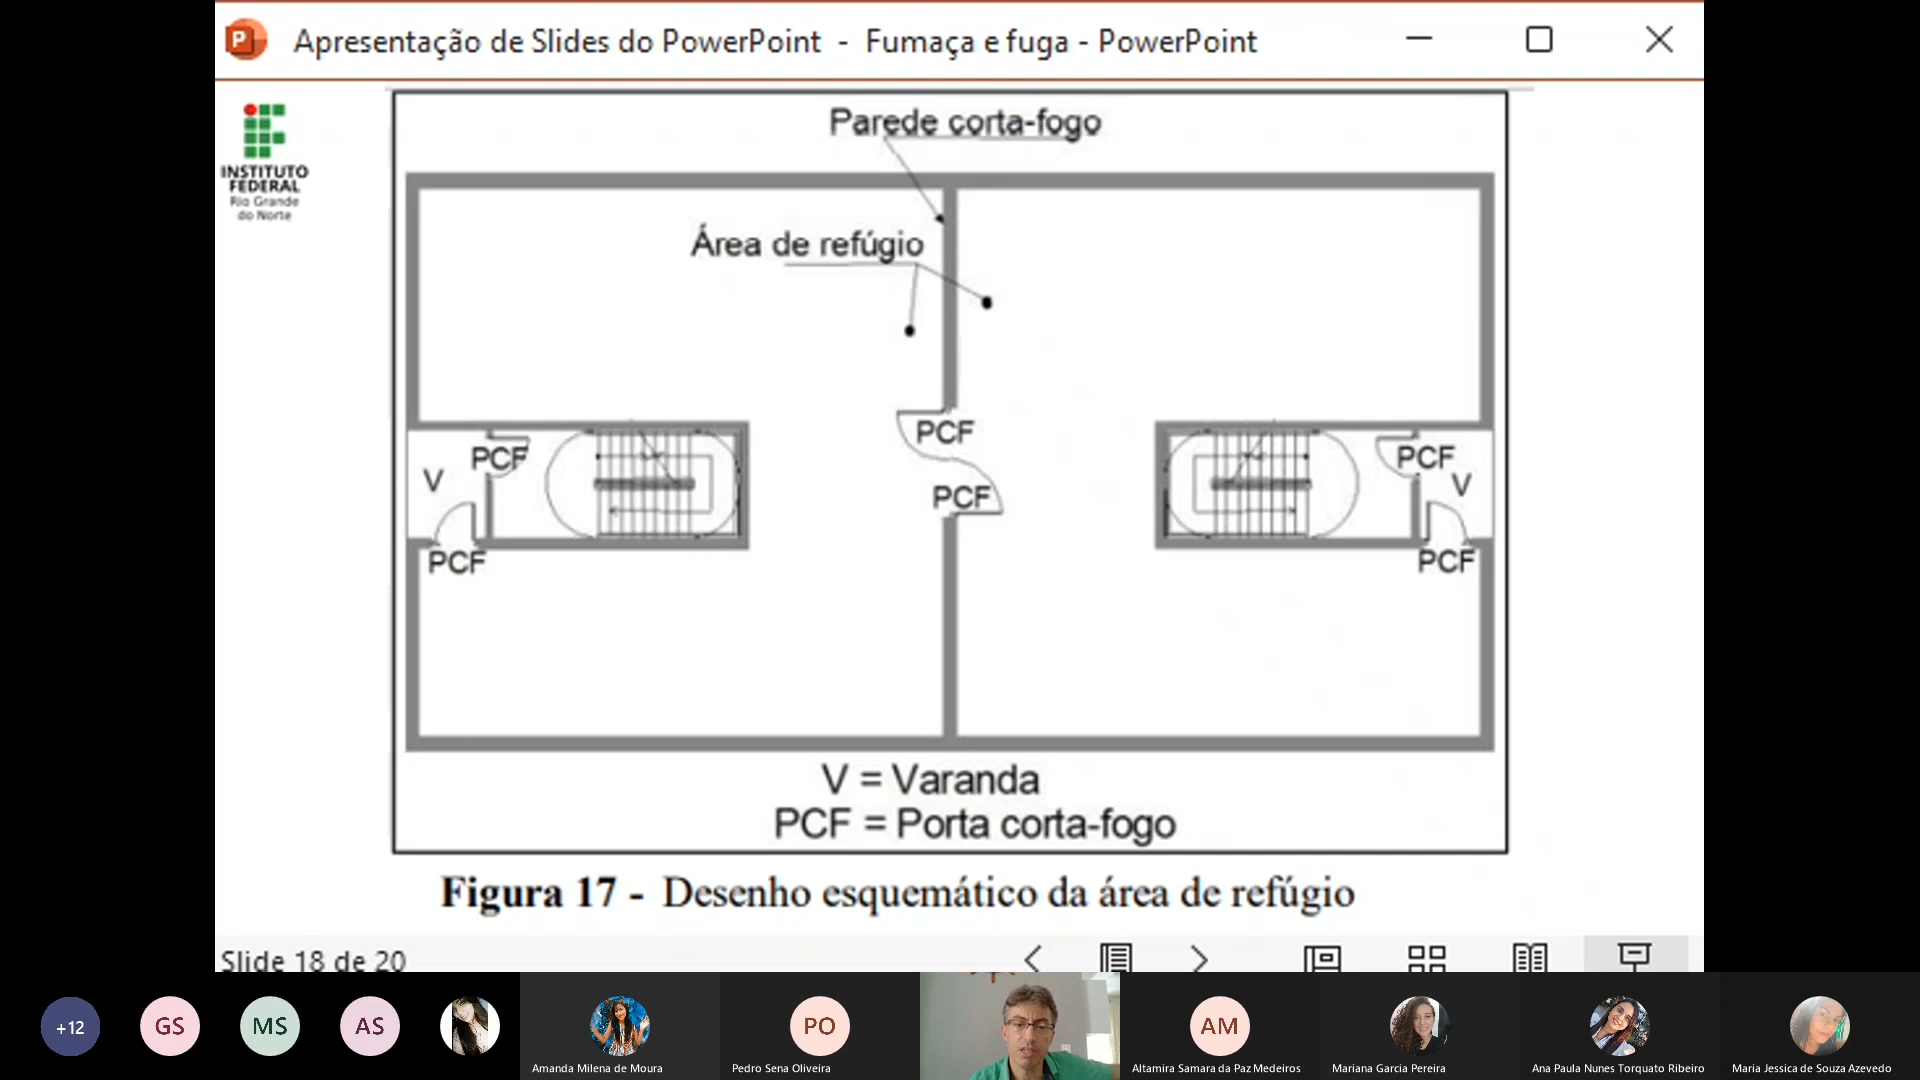 Apresentação de Slides do PowerPoint - Fumaça e fuga - PowerPoint
INSTITUTO
FEDERAL
Rio Grande
do Norte
Parede corta-fogo
Área de refúgio
PCF
PCF
V
PCF
PCF
PCF
V
PCF
V = Varanda
PCF = Porta corta-fogo
Figura 17 - Desenho esquemático da área de refúgio
Slide 18 de 20
+12
GS
MS
AS
Amanda Milena de Moura
PO
Pedro Sena Oliveira
AM
Altamira Samara da Paz Medeiros
Mariana Garcia Pereira
Ana Paula Nunes Torquato Ribeiro
Maria Jessica de Souza Azevedo